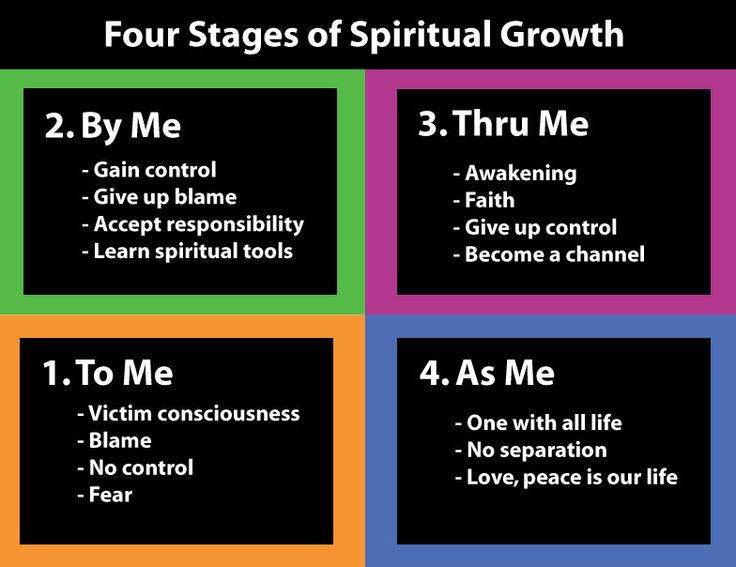 Four Stages of Spiritual Growth
2. By Me
- Gain control
- Give up blame
- Accept responsibility
- Learn spiritual tools
3. Thru Me
- Awakening
- Faith
- Give up control
- Become a channel
1. To Me
- Victim consciousness
- Blame
- No control
- Fear
4. As Me
- One with all life
- No separation
- Love, peace is our life